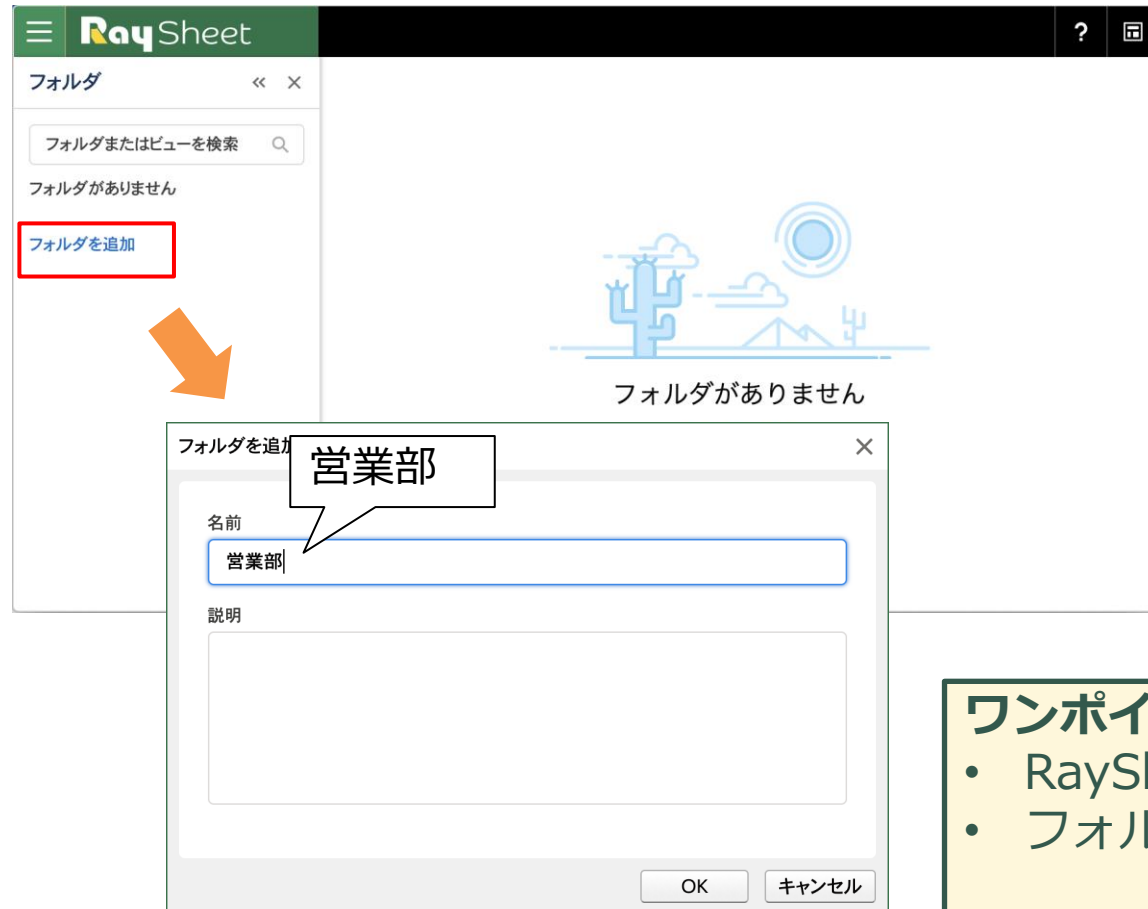 RaySheet
?
フォルダ
フォルダまたはビューを検索
フォルダがありません
フォルダを追加
フォルダがありません
フォルダを追
営業部
名前
営業部
説明
OK キャンセル
ワンポイ
• RayS
• フォル